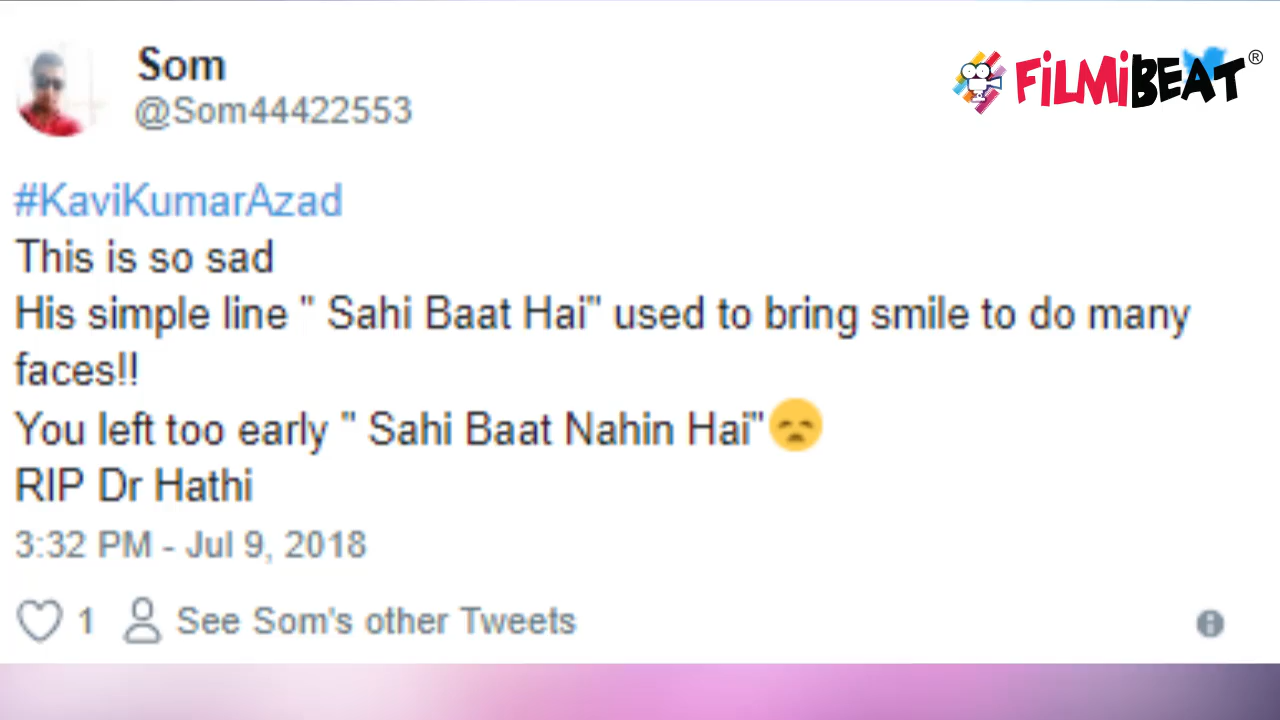 Som
@Som44422553
FiLMiBEAT®
#KaviKumarAzad
This is so sad
His simple line " Sahi Baat Hai" used to bring smile to do many
faces!!
You left too early " Sahi Baat Nahin Hai"😞
RIP Dr Hathi
3:32 PM - Jul 9, 2018
1 See Som's other Tweets